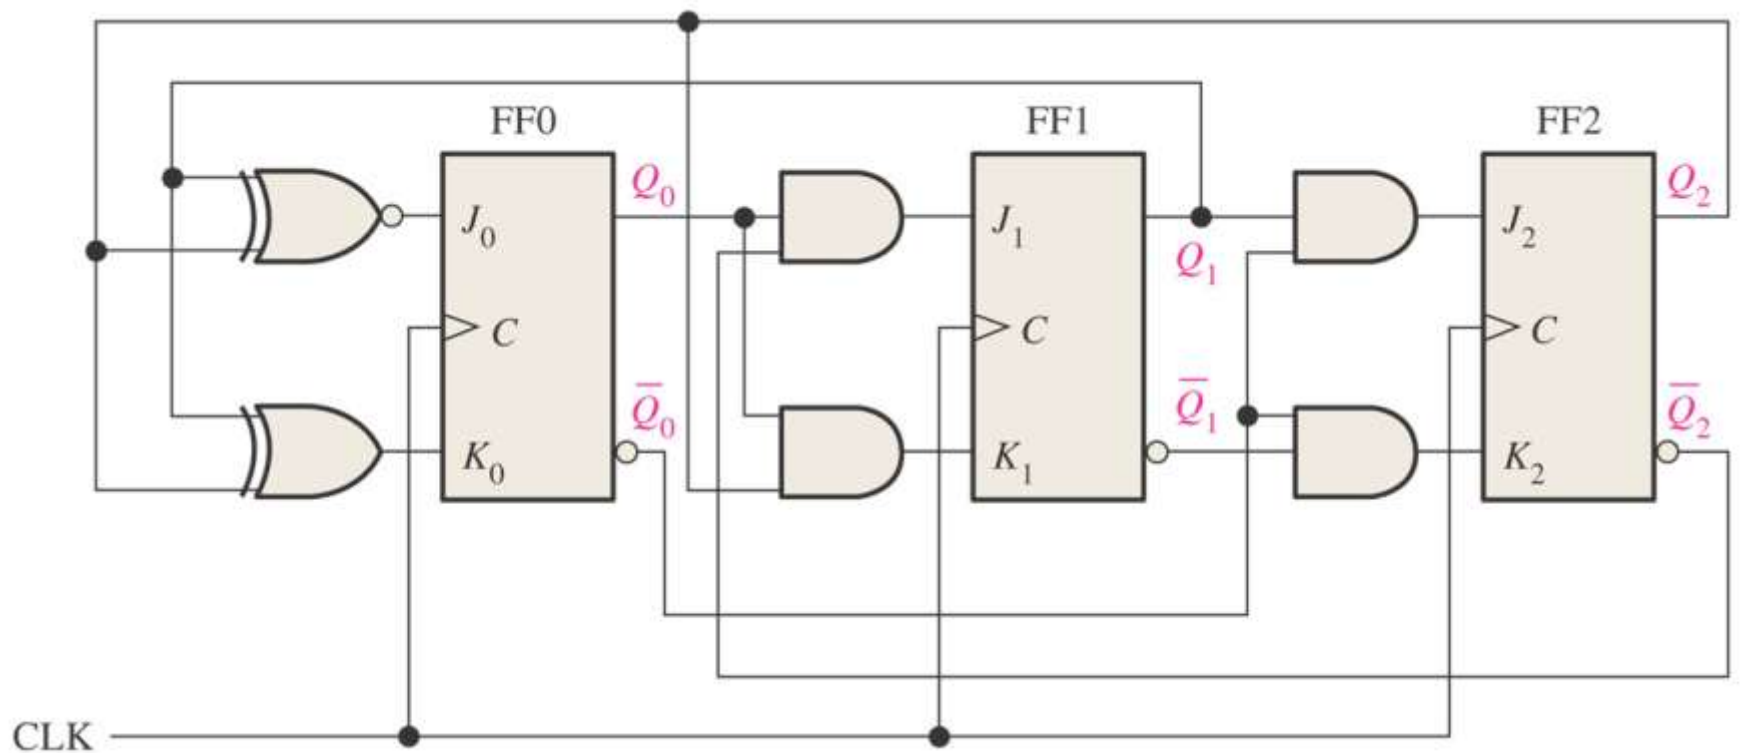 FF0 FF1 FF2
Q₀ Q₂
J₀ J₁ J₂
Q₁
C C C
Q̅₀ Q̅₁ Q̅₂
K₀ K₁ K₂
CLK